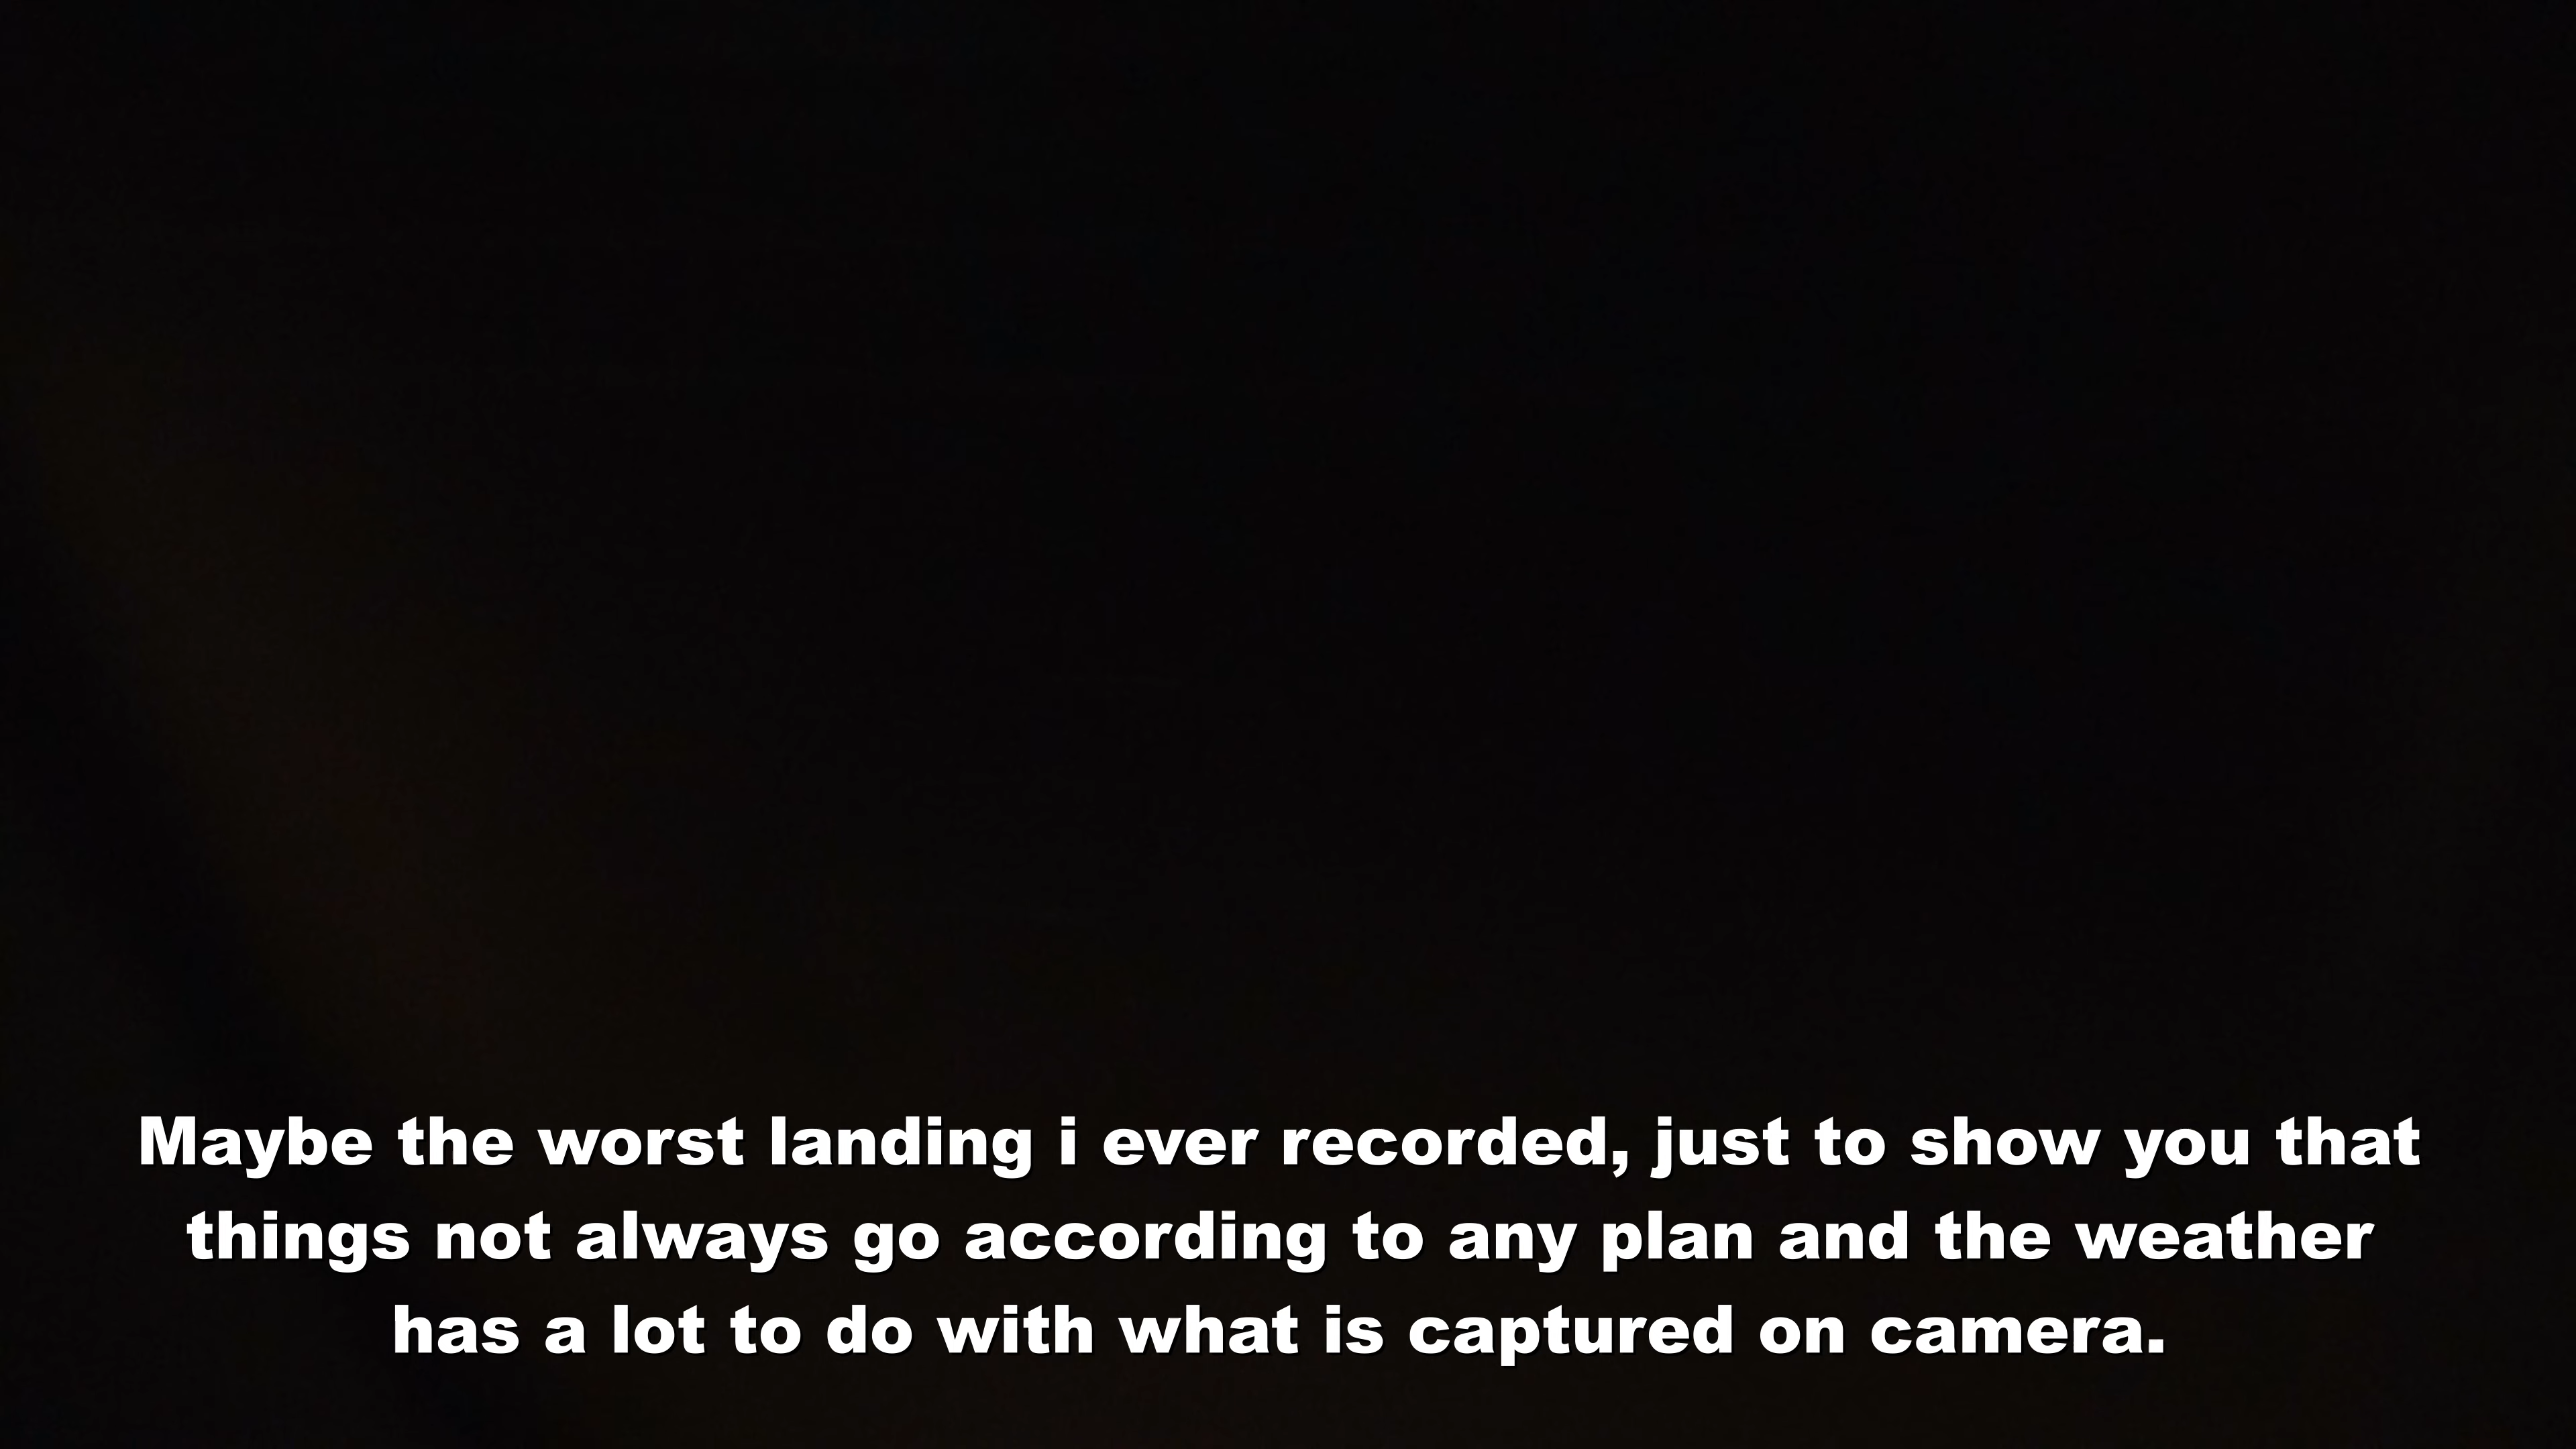 Maybe the worst landing i ever recorded, just to show you that
things not always go according to any plan and the weather
has a lot to do with what is captured on camera.